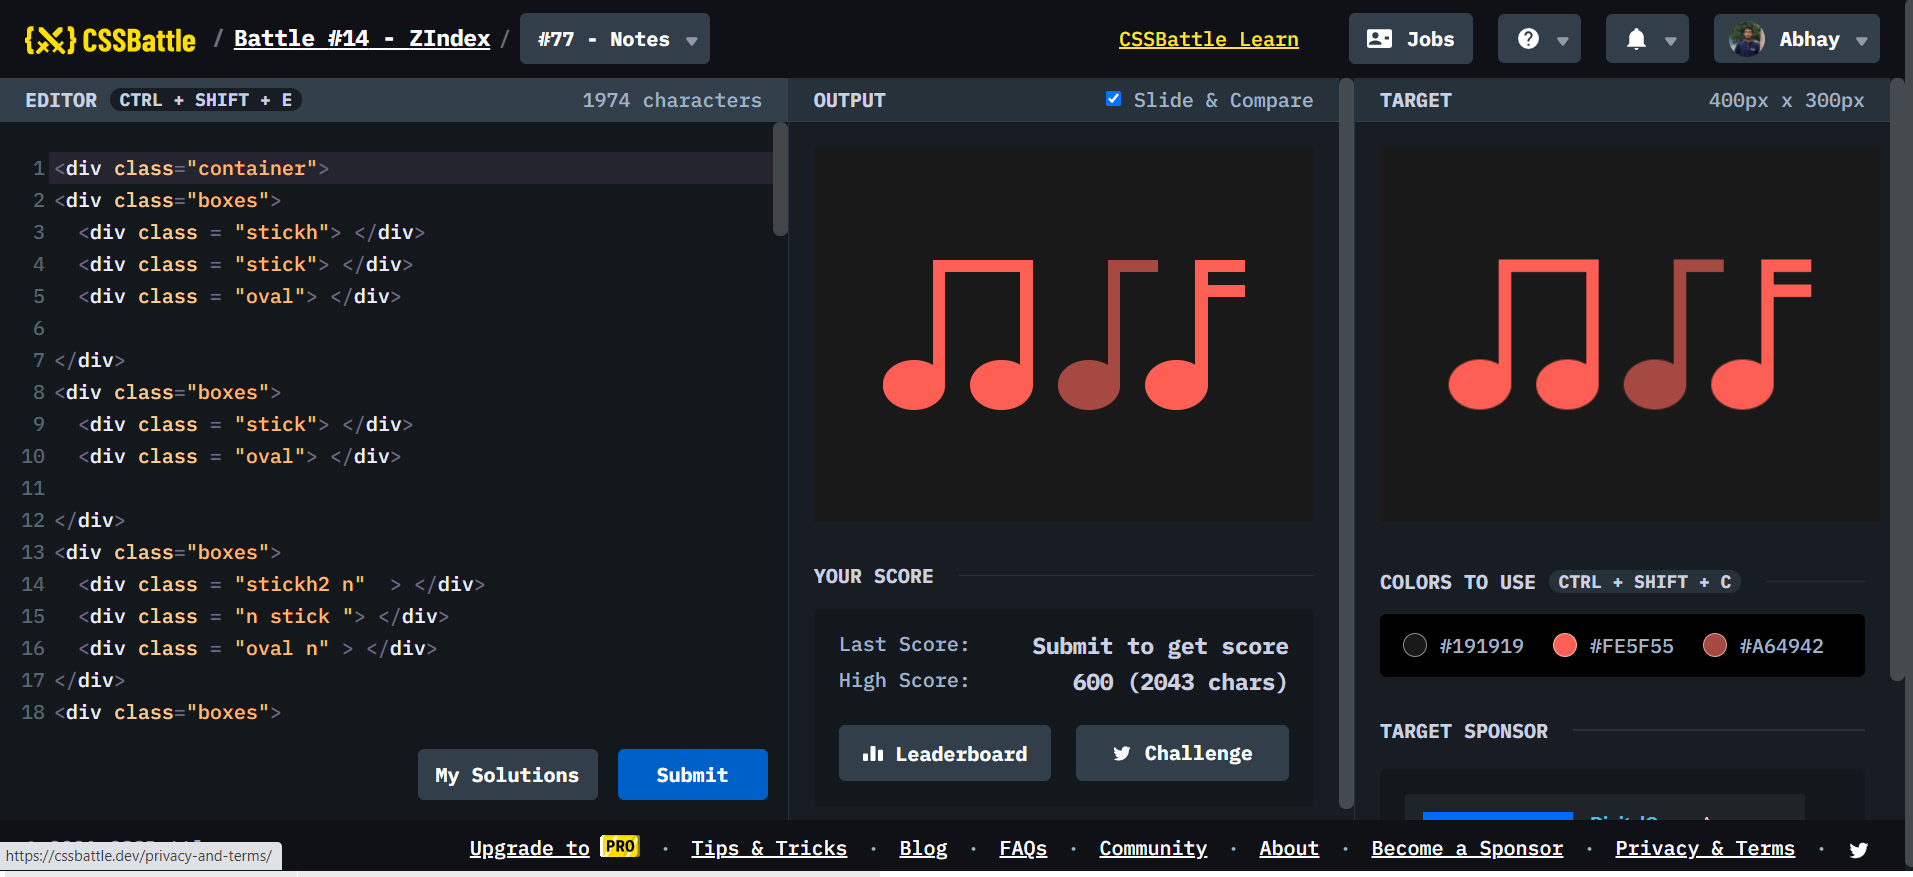 {X} CSSBattle / Battle #14 - ZIndex / #77 - Notes
CSSBattle Learn Jobs Abhay
EDITOR CTRL + SHIFT + E 1974 characters
1 <div class="container">
2 <div class="boxes">
3 <div class = "stickh"> </div>
4 <div class = "stick"> </div>
5 <div class = "oval"> </div>
6
7 </div>
8 <div class="boxes">
9 <div class = "stick"> </div>
10 <div class = "oval"> </div>
11
12 </div>
13 <div class="boxes">
14 <div class = "stickh2 n"  > </div>
15 <div class = "n stick "> </div>
16 <div class = "oval n" > </div>
17 </div>
18 <div class="boxes">
My Solutions Submit
OUTPUT Slide & Compare
YOUR SCORE
Last Score: Submit to get score
High Score: 600 (2043 chars)
Leaderboard Challenge
TARGET 400px x 300px
COLORS TO USE CTRL + SHIFT + C
#191919 #FE5F55 #A64942
TARGET SPONSOR
https://cssbattle.dev/privacy-and-terms/
Upgrade to PRO · Tips & Tricks · Blog · FAQs · Community · About · Become a Sponsor · Privacy & Terms ·